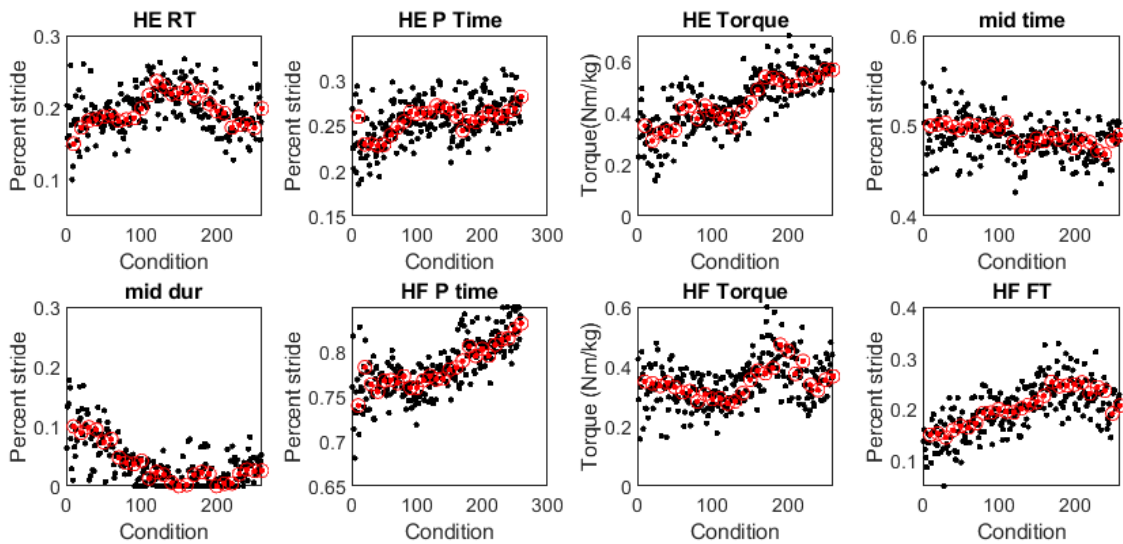 HE RT
0.3
0.2
0.1
0
100
200
Percent stride
Condition
HE P Time
0.3
0.25
0.2
0.15
0
100
200
300
Percent stride
Condition
HE Torque
0.6
0.4
0.2
0
0
100
200
Torque(Nm/kg)
Condition
mid time
0.6
0.5
0.4
0
200
Percent stride
Condition
mid dur
0.3
0.2
0.1
0
0
100
200
Percent stride
Condition
HF P time
0.8
0.75
0.7
0.65
0
100
200
300
Percent stride
Condition
HF Torque
0.6
0.4
0.2
0
0
100
200
Torque (Nm/kg)
Condition
HF FT
0.4
0.3
0.2
0.1
0
100
200
Percent stride
Condition